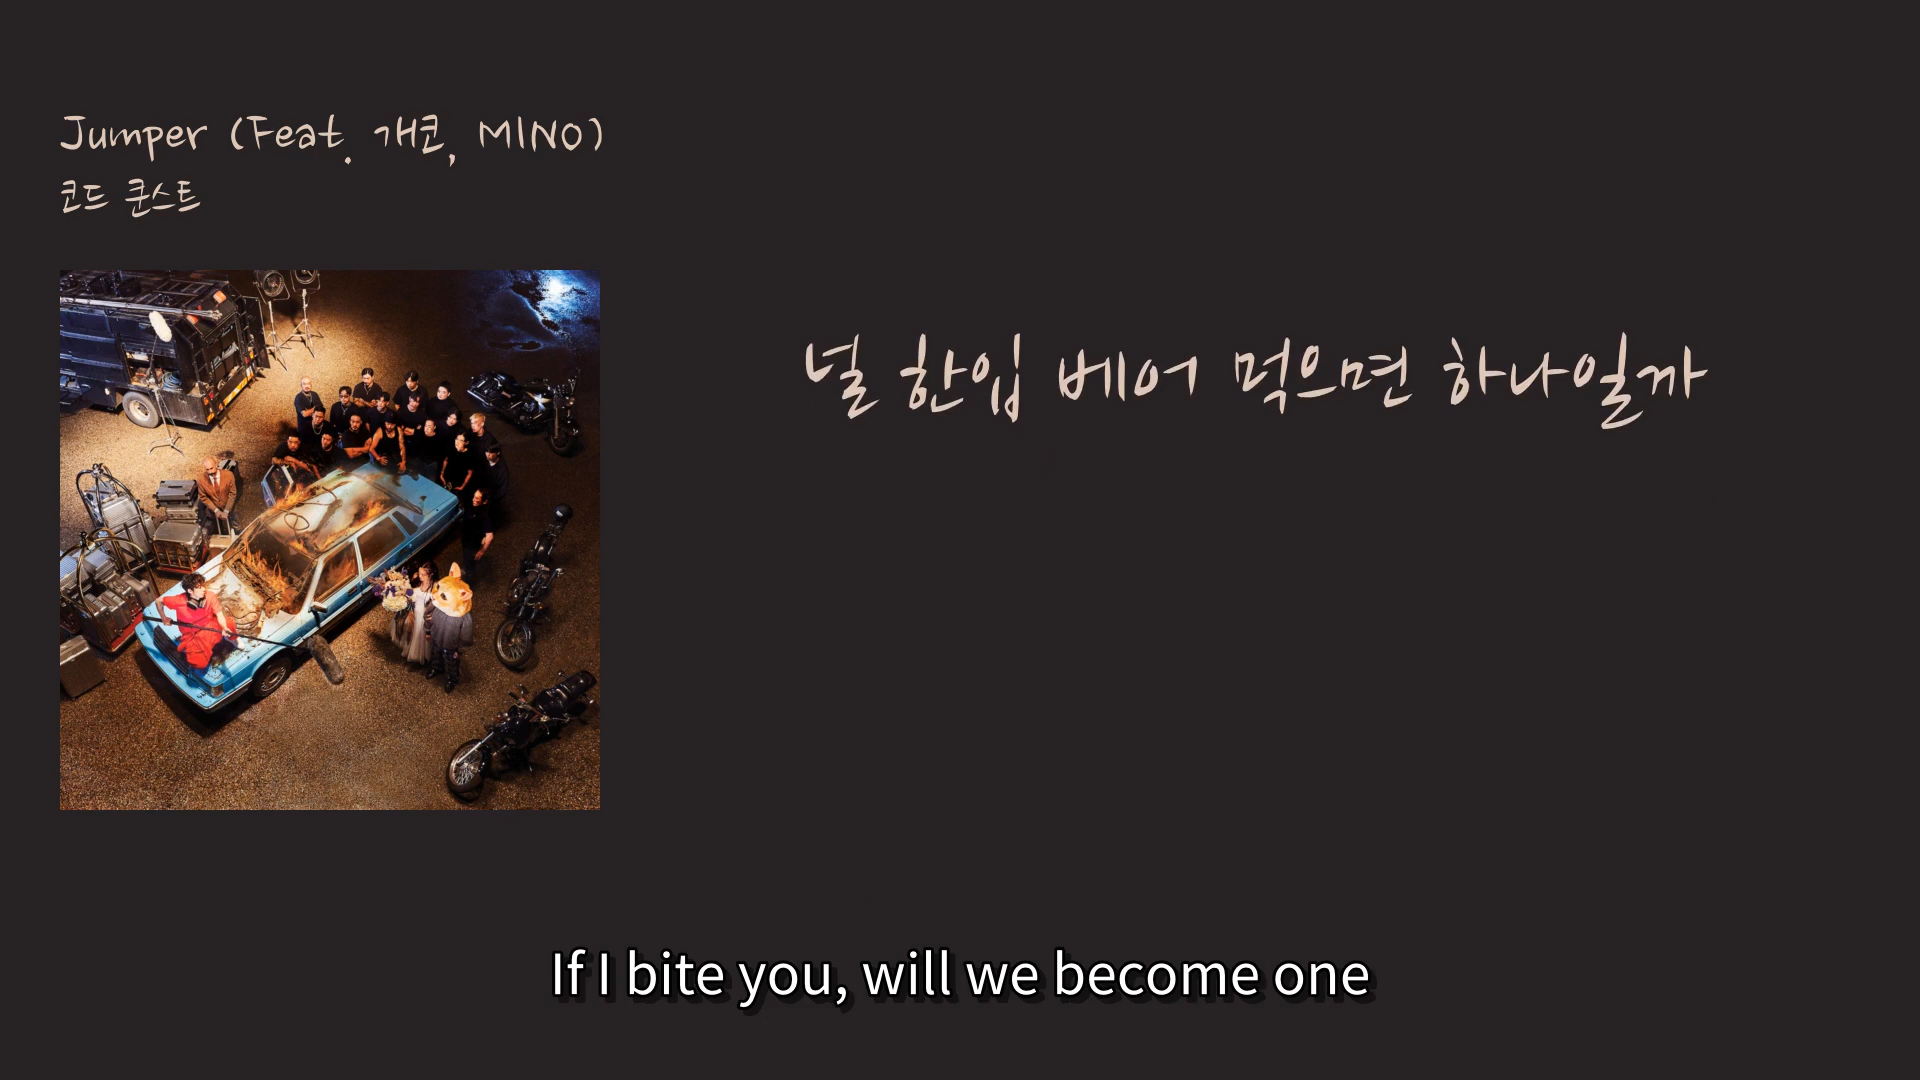 Jumper (Feat. 개코, MINO)
코드 쿤스트
널 한입 베어 먹으면 하나일까
If I bite you, will we become one